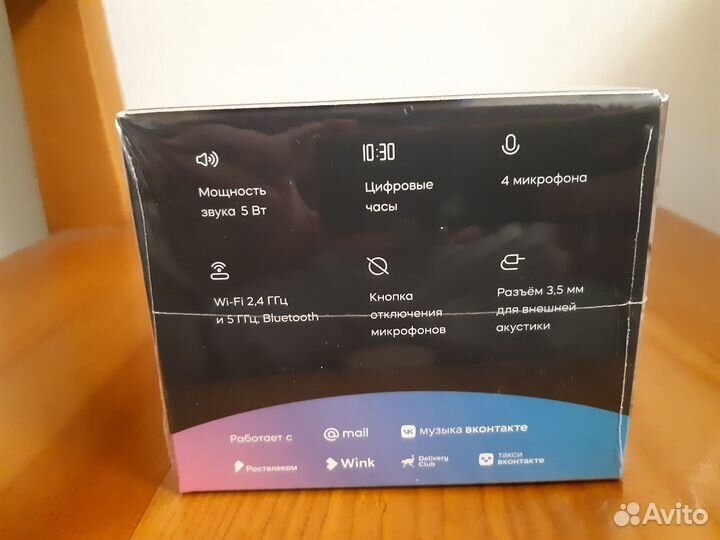 10:30
Мощность
звука 5 Вт
Цифровые
часы
4 микрофона
Wi-Fi 2,4 ГГц
и 5 ГГц, Bluetooth
Кнопка
отключения
микрофонов
Разъём 3,5 мм
для внешней
акустики
Работает с
@mail
музыка вконтакте
Ростелеком
Wink
Delivery
Club
такси
вконтакте
Avito